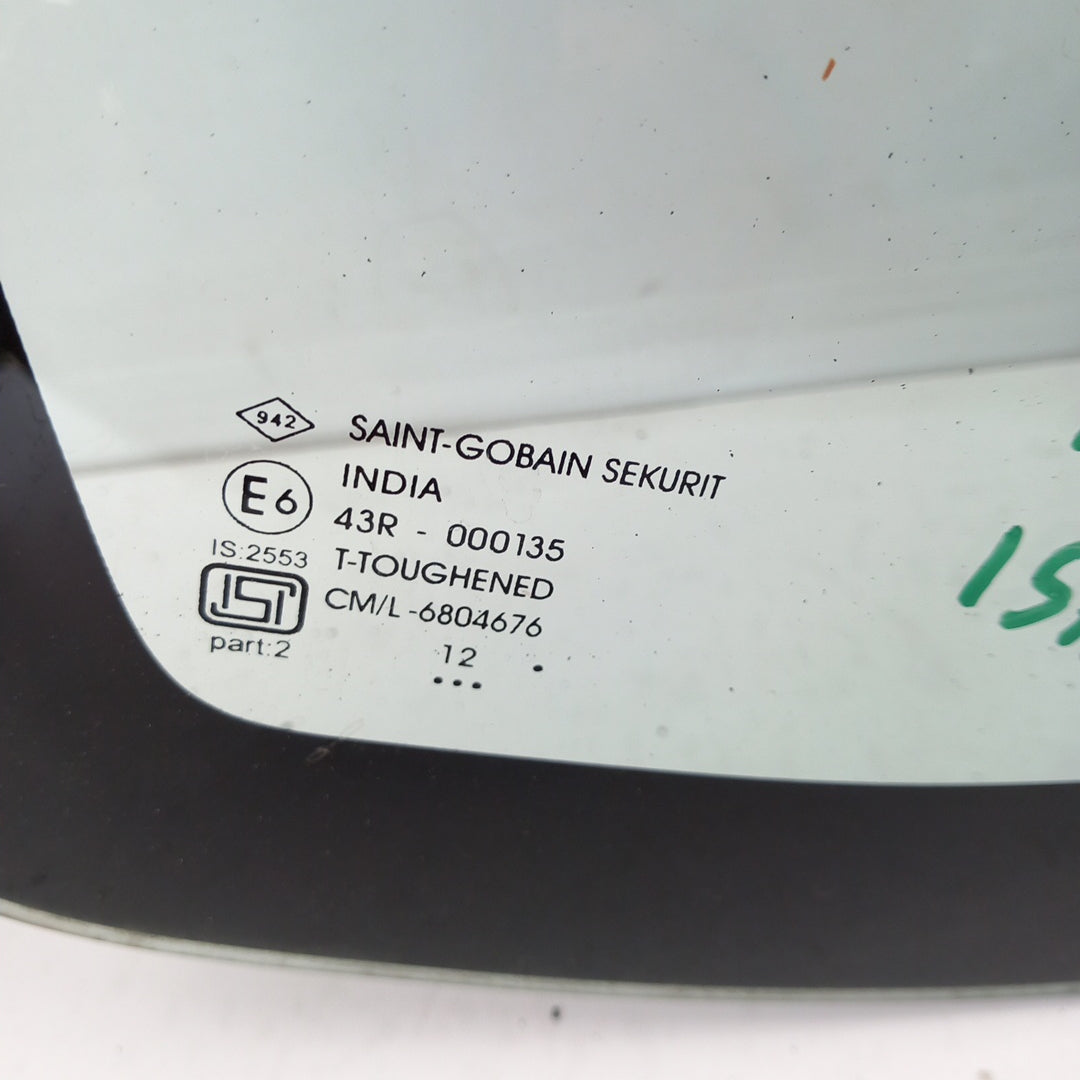 942 SAINT-GOBAIN SEKURIT
INDIA
E6 43R - 000135
IS:2553 T-TOUGHENED
ISI CM/L -6804676
part:2 12